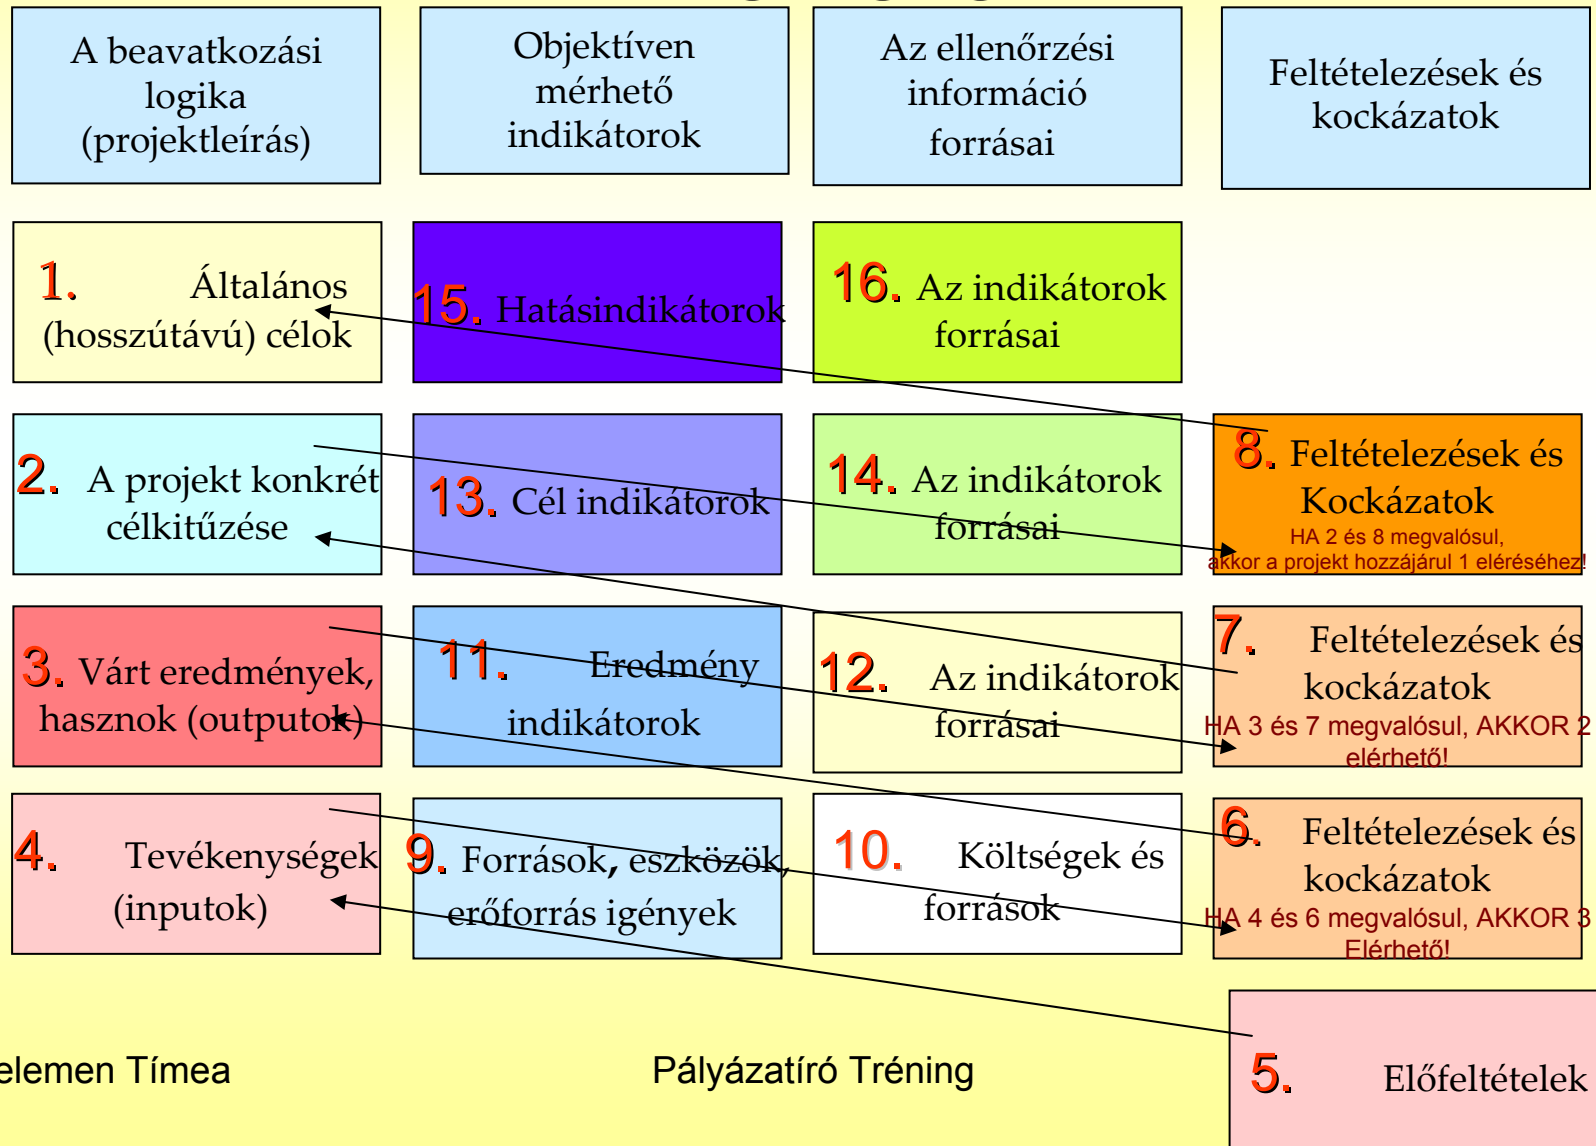 A beavatkozási
logika
(projektleírás)
Objektíven
mérhető
indikátorok
Az ellenőrzési
információ
forrásai
Feltételezések és
kockázatok
1. Általános
(hosszútávú) célok
15. Hatásindikátorok
16. Az indikátorok
forrásai
2. A projekt konkrét
célkitűzése
13. Cél indikátorok
14. Az indikátorok
forrásai
8. Feltételezések és
Kockázatok
HA 2 és 8 megvalósul,
akkor a projekt hozzájárul 1 eléréséhez!
3. Várt eredmények,
hasznok (outputok)
11. Eredmény
indikátorok
12. Az indikátorok
forrásai
7. Feltételezések és
kockázatok
HA 3 és 7 megvalósul, AKKOR 2
elérhető!
4. Tevékenységek
(inputok)
9. Források, eszközök,
erőforrás igények
10. Költségek és
források
6. Feltételezések és
kockázatok
HA 4 és 6 megvalósul, AKKOR 3
Elérhető!
5. Előfeltételek
elemen Tímea
Pályázatíró Tréning